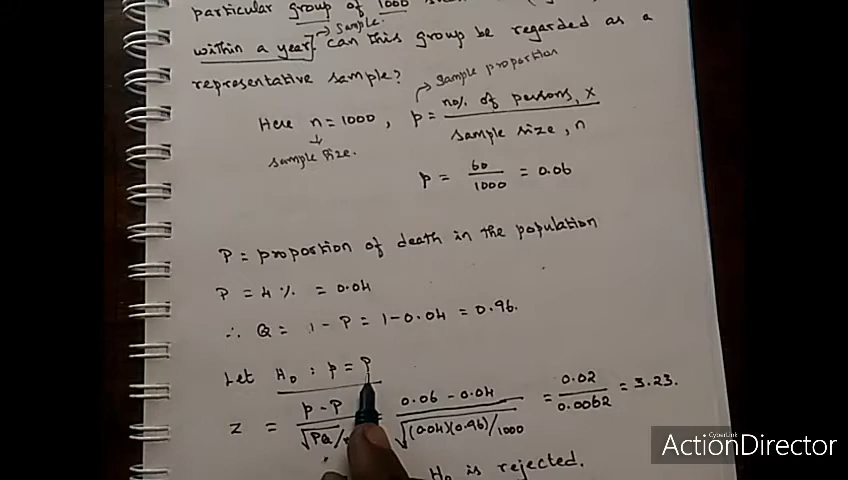 particular group of 1000
→ Sample.
within a year] can this group be regarded as a
representative sample?
→ Sample proportion
Here n = 1000, p = no/. of persons, x / sample size, n
↓
sample size.
p = 60/1000 = 0.06
P = proportion of death in the population
P = 4 % = 0.04
∴ Q = 1 - P = 1 - 0.04 = 0.96.
Let H₀ : p = P
Z = p - P / √PQ/ = 0.06 - 0.04 / √(0.04)(0.96)/1000 = 0.02 / 0.0062 = 3.23.
H₀ is rejected.
CyberLink
ActionDirector